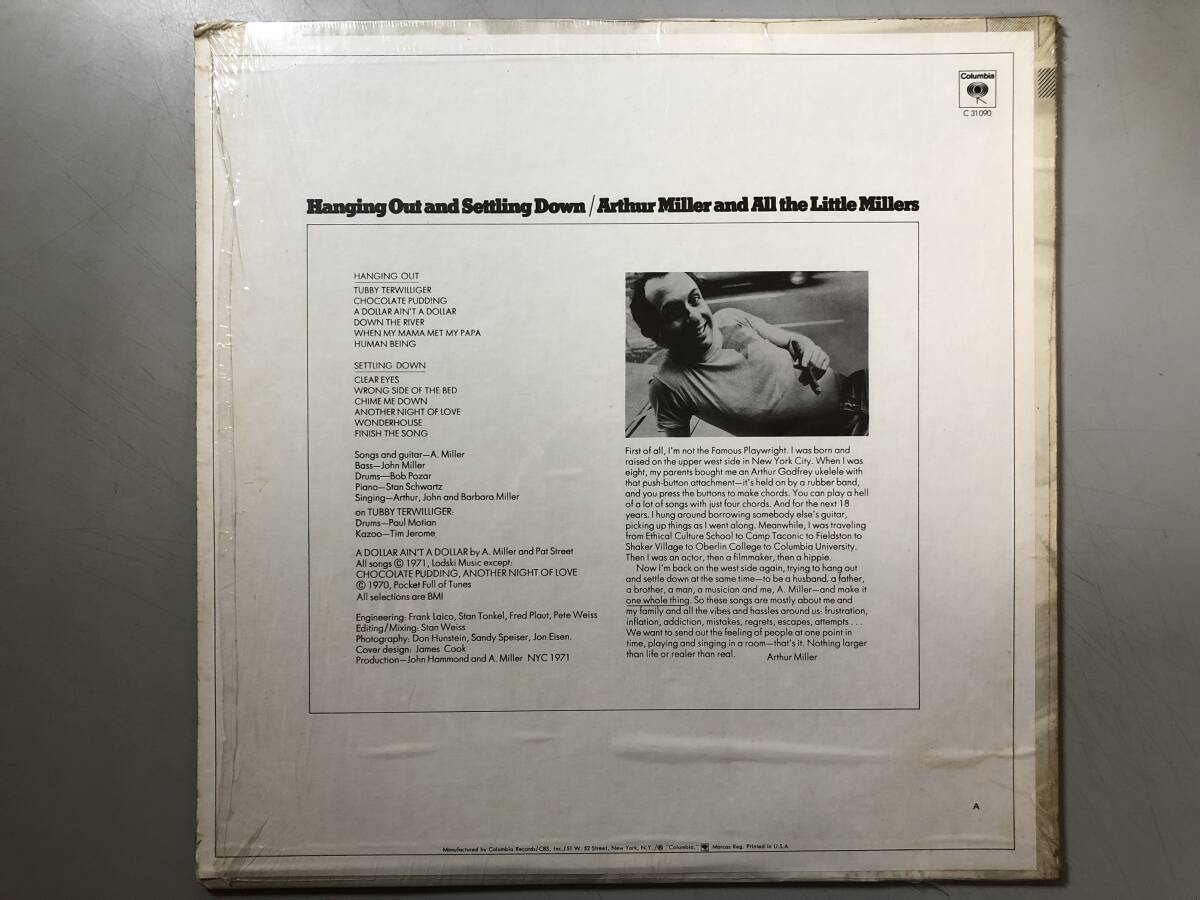 Columbia
C 31090
Hanging Out and Settling Down / Arthur Miller and All the Little Millers
HANGING OUT
TUBBY TERWILLIGER
CHOCOLATE PUDDING
A DOLLAR AIN'T A DOLLAR
DOWN THE RIVER
WHEN MY MAMA MET MY PAPA
HUMAN BEING
SETTLING DOWN
CLEAR EYES
WRONG SIDE OF THE BED
CHIME ME DOWN
ANOTHER NIGHT OF LOVE
WONDERHOUSE
FINISH THE SONG
Songs and guitar—A. Miller
Bass—John Miller
Drums—Bob Pozar
Piano—Stan Schwartz
Singing—Arthur, John and Barbara Miller
on TUBBY TERWILLIGER:
Drums—Paul Motian
Kazoo—Tim Jerome
A DOLLAR AIN'T A DOLLAR by A. Miller and Pat Street
All songs © 1971, Lodski Music except:
CHOCOLATE PUDDING, ANOTHER NIGHT OF LOVE
© 1970, Pocket Full of Tunes
All selections are BMI
Engineering: Frank Laico, Stan Tonkel, Fred Plaut, Pete Weiss
Editing/Mixing: Stan Weiss
Photography: Don Hunstein, Sandy Speiser, Jon Eisen.
Cover design: James Cook
Production—John Hammond and A. Miller NYC 1971
First of all, I'm not the Famous Playwright. I was born and
raised on the upper west side in New York City. When I was
eight, my parents bought me an Arthur Godfrey ukelele with
that push-button attachment—it's held on by a rubber band,
and you press the buttons to make chords. You can play a hell
of a lot of songs with just four chords. And for the next 18
years, I hung around borrowing somebody else's guitar,
picking up things as I went along. Meanwhile, I was traveling
from Ethical Culture School to Camp Taconic to Fieldston to
Shaker Village to Oberlin College to Columbia University.
Then I was an actor, then a filmmaker, then a hippie.
Now I'm back on the west side again, trying to hang out
and settle down at the same time—to be a husband, a father,
a brother, a man, a musician and me, A. Miller—and make it
one whole thing. So these songs are mostly about me and
my family and all the vibes and hassles around us: frustration,
inflation, addiction, mistakes, regrets, escapes, attempts . . .
We want to send out the feeling of people at one point in
time, playing and singing in a room—that's it. Nothing larger
than life or realer than real. Arthur Miller
A
Manufactured by Columbia Records/CBS, Inc./51 W. 52 Street, New York, N.Y./® "Columbia," Marcas Reg. Printed in U.S.A.